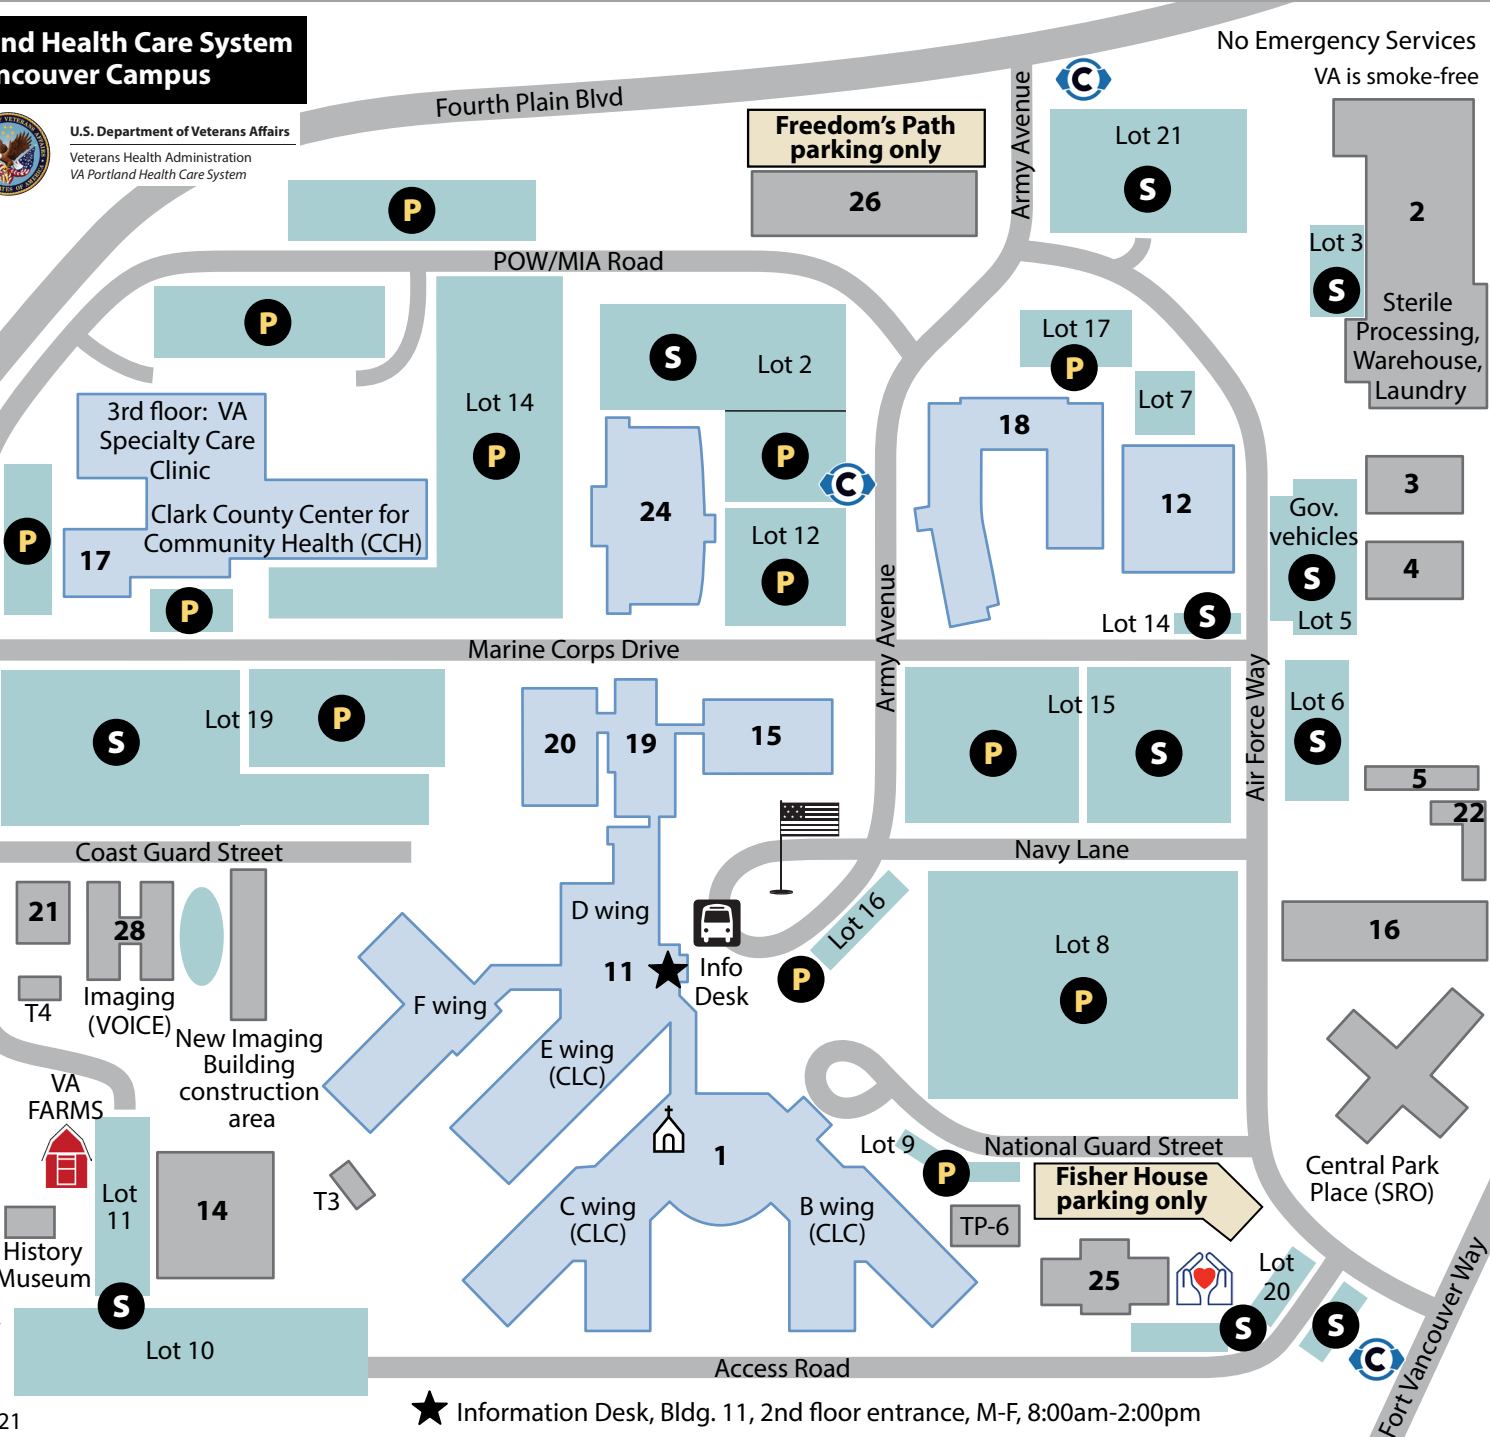 nd Health Care System
ncouver Campus
U.S. Department of Veterans Affairs
Veterans Health Administration
VA Portland Health Care System
No Emergency Services
VA is smoke-free
Fourth Plain Blvd
Freedom's Path
parking only
26
Army Avenue
C
Lot 21
S
2
Lot 3
S
Sterile
Processing,
Warehouse,
Laundry
P
POW/MIA Road
P
Lot 14
P
S
Lot 2
P
C
24
Lot 12
P
Lot 17
P
Lot 7
18
12
3
4
Gov.
vehicles
S
Lot 5
Lot 14
S
3rd floor: VA
Specialty Care
Clinic
Clark County Center for
Community Health (CCH)
17
P
P
Army Avenue
Marine Corps Drive
Air Force Way
S
Lot 19
P
20
19
15
Lot 15
P
S
Lot 6
S
5
22
Coast Guard Street
Navy Lane
21
28
T4
Imaging
(VOICE)
New Imaging
Building
construction
area
D wing
11
Info
Desk
F wing
E wing
(CLC)
Lot 16
P
Lot 8
P
16
VA
FARMS
Lot
11
14
T3
History
Museum
S
Lot 10
1
C wing
(CLC)
B wing
(CLC)
Lot 9
P
National Guard Street
Fisher House
parking only
TP-6
25
Lot
20
S
S
C
Central Park
Place (SRO)
Fort Vancouver Way
Access Road
Information Desk, Bldg. 11, 2nd floor entrance, M-F, 8:00am-2:00pm
21